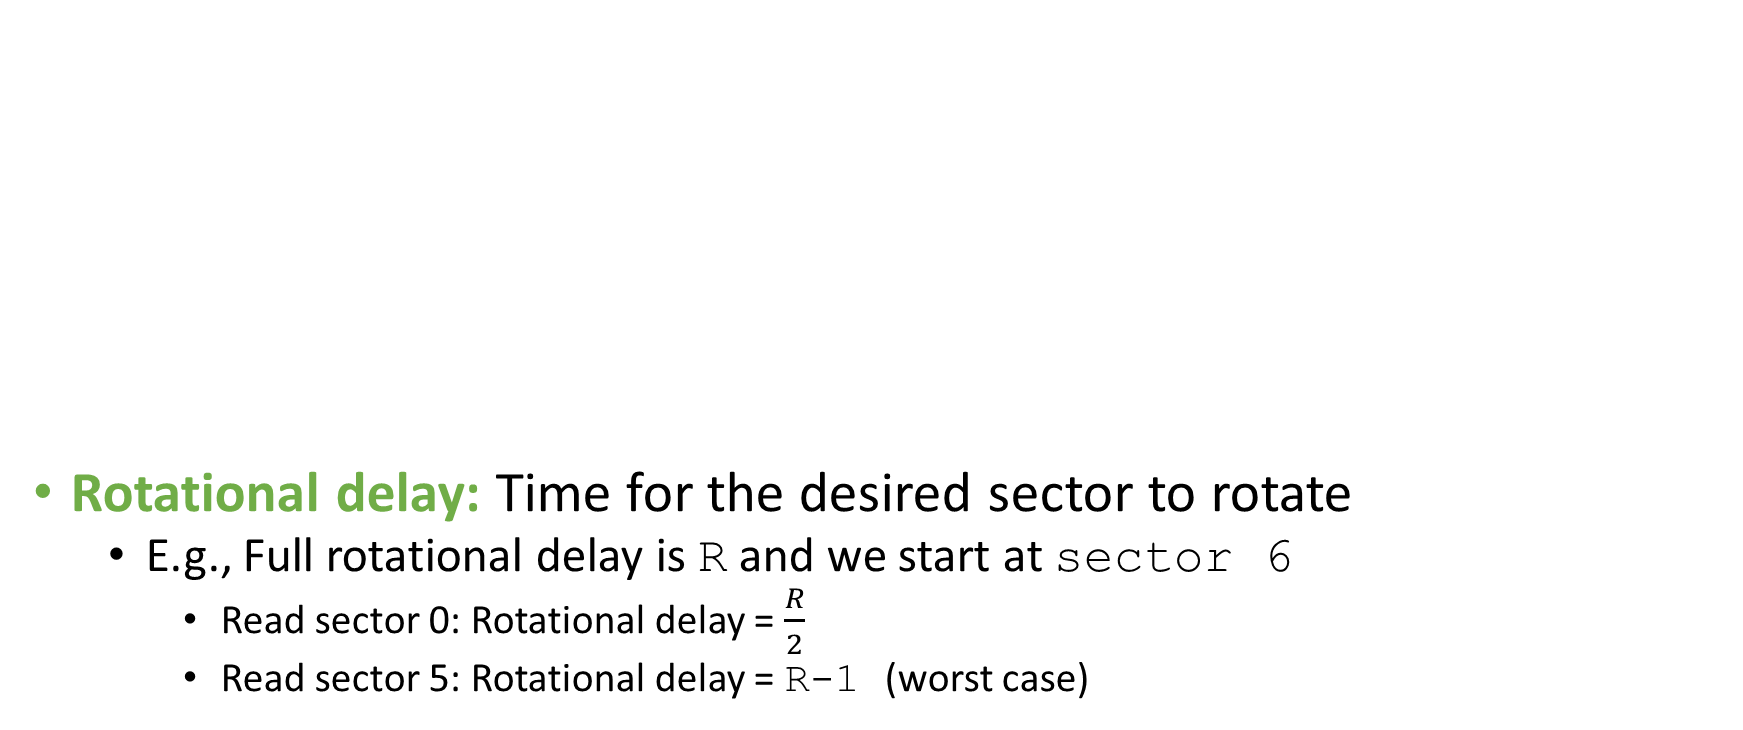 • Rotational delay: Time for the desired sector to rotate
• E.g., Full rotational delay is R and we start at sector 6
• Read sector 0: Rotational delay = R/2
• Read sector 5: Rotational delay = R-1 (worst case)